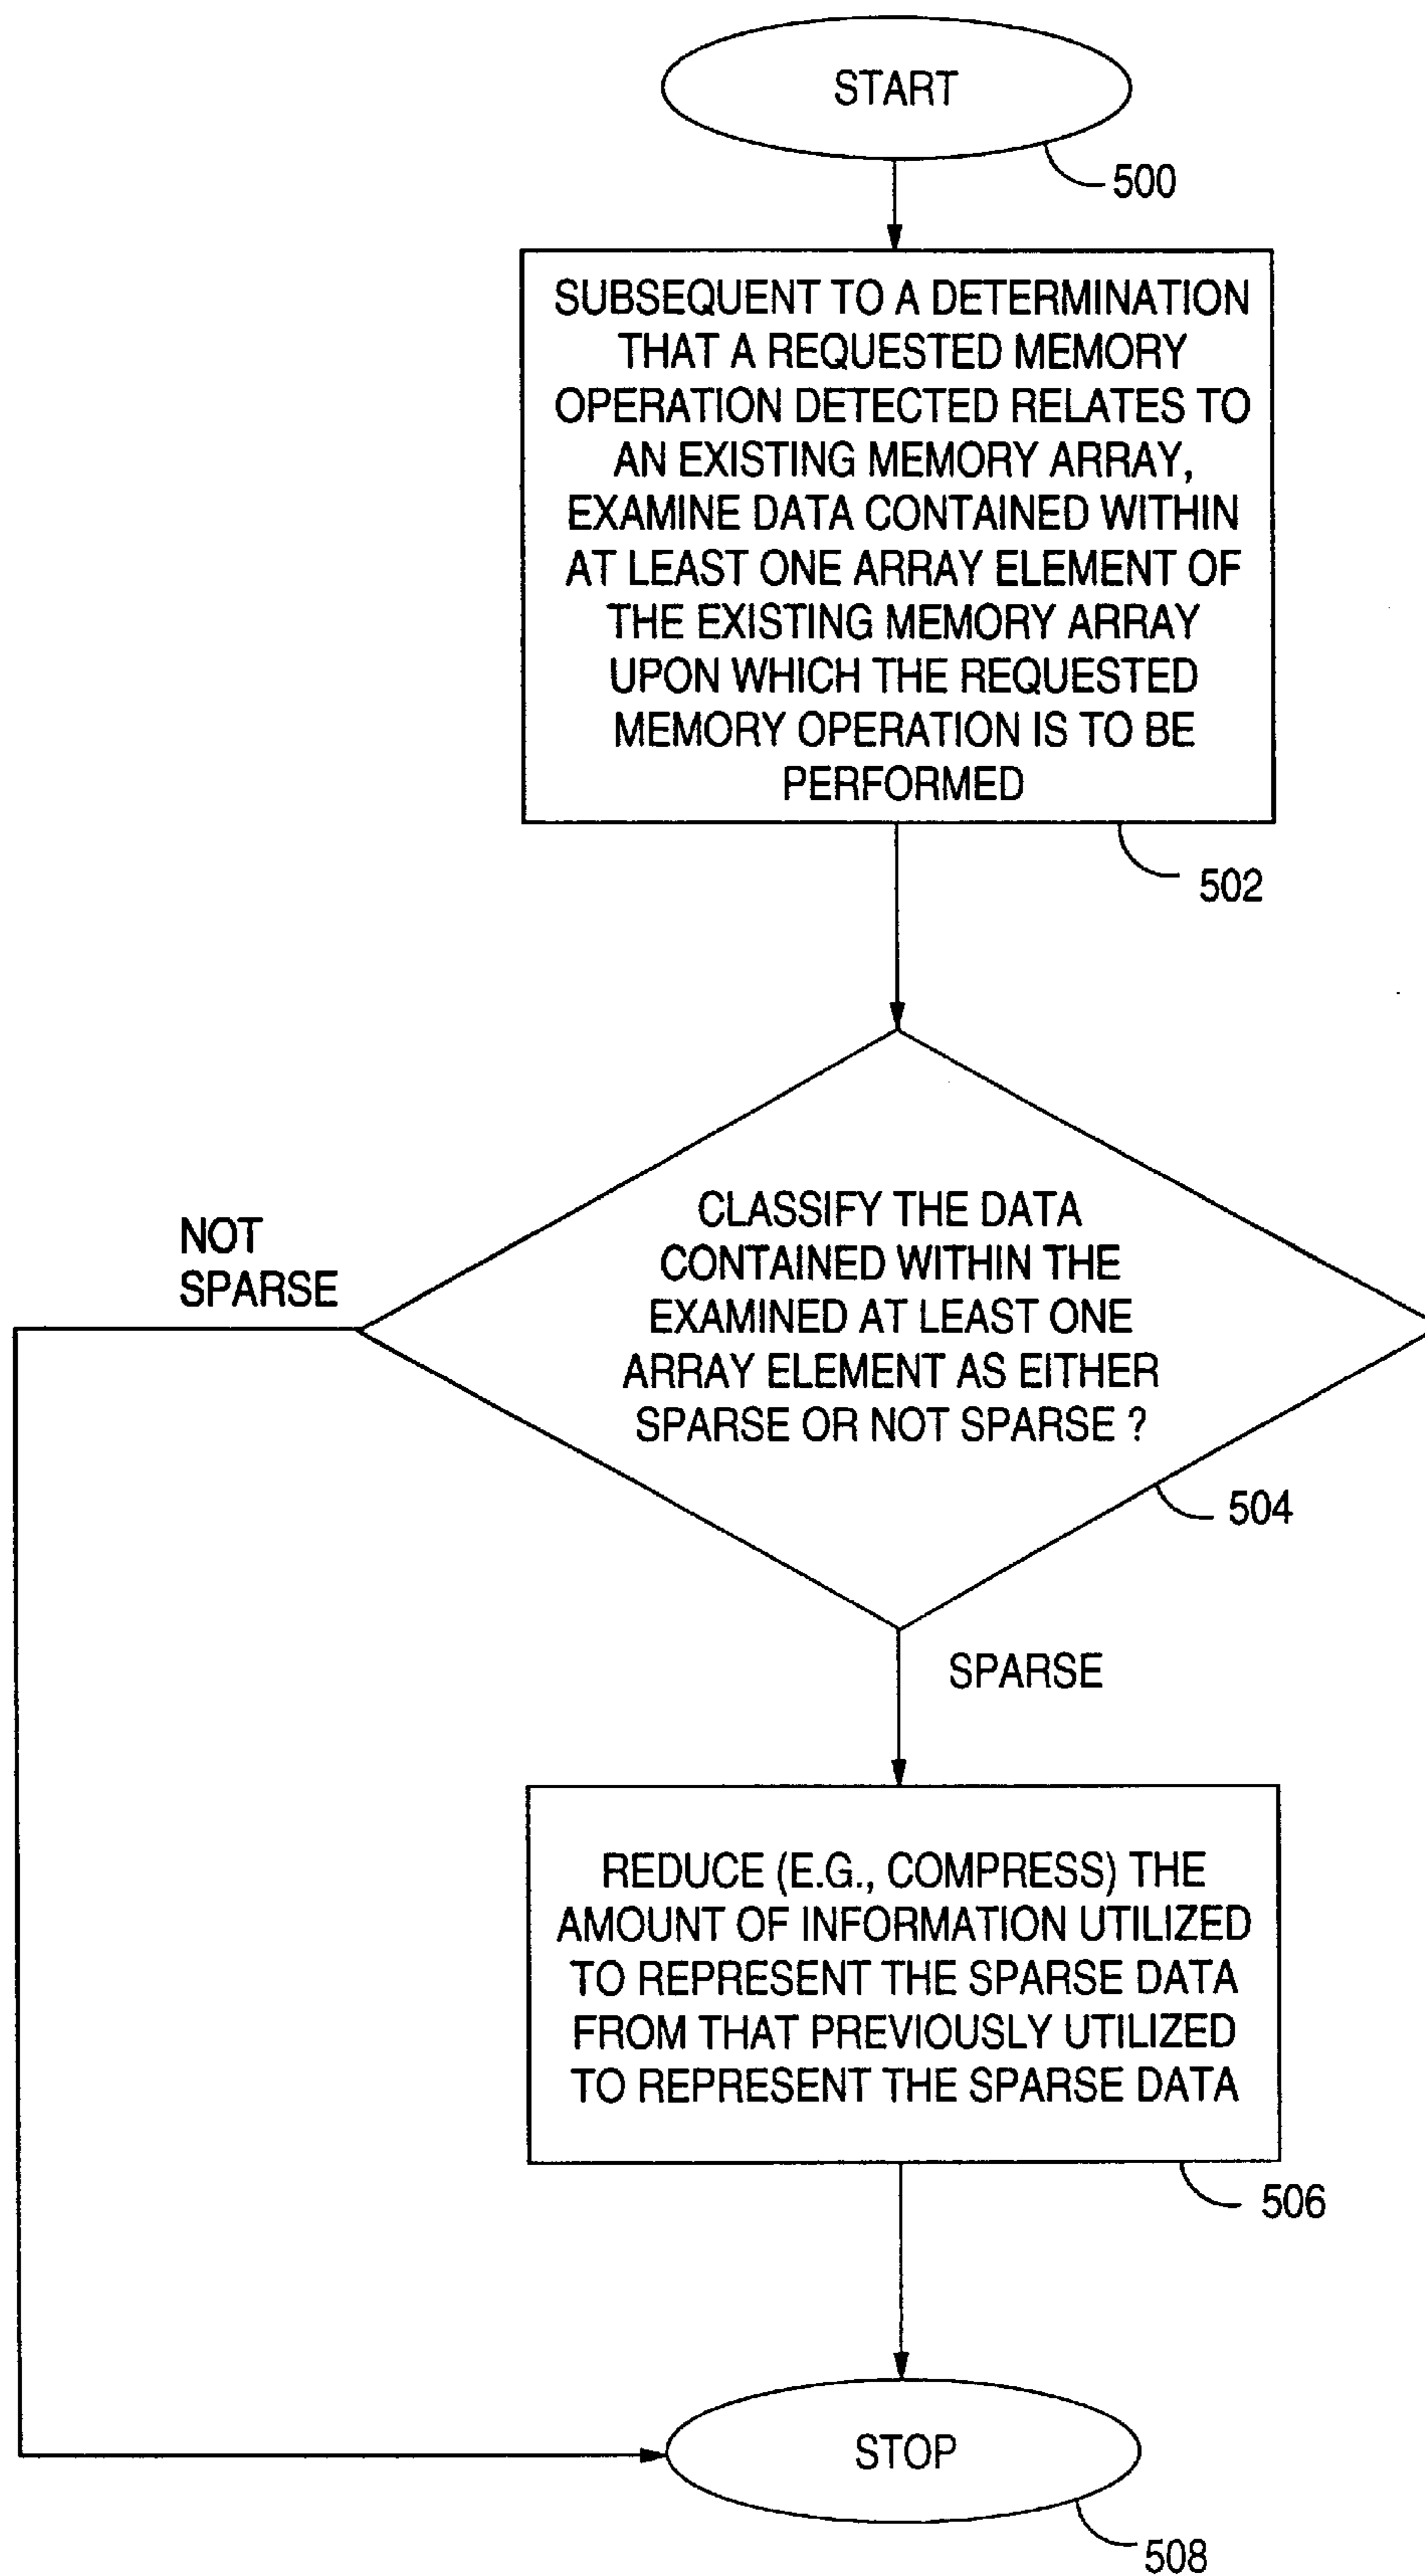 START
500
SUBSEQUENT TO A DETERMINATION
THAT A REQUESTED MEMORY
OPERATION DETECTED RELATES TO
AN EXISTING MEMORY ARRAY,
EXAMINE DATA CONTAINED WITHIN
AT LEAST ONE ARRAY ELEMENT OF
THE EXISTING MEMORY ARRAY
UPON WHICH THE REQUESTED
MEMORY OPERATION IS TO BE
PERFORMED
502
NOT
SPARSE
CLASSIFY THE DATA
CONTAINED WITHIN THE
EXAMINED AT LEAST ONE
ARRAY ELEMENT AS EITHER
SPARSE OR NOT SPARSE ?
504
SPARSE
REDUCE (E.G., COMPRESS) THE
AMOUNT OF INFORMATION UTILIZED
TO REPRESENT THE SPARSE DATA
FROM THAT PREVIOUSLY UTILIZED
TO REPRESENT THE SPARSE DATA
506
STOP
508